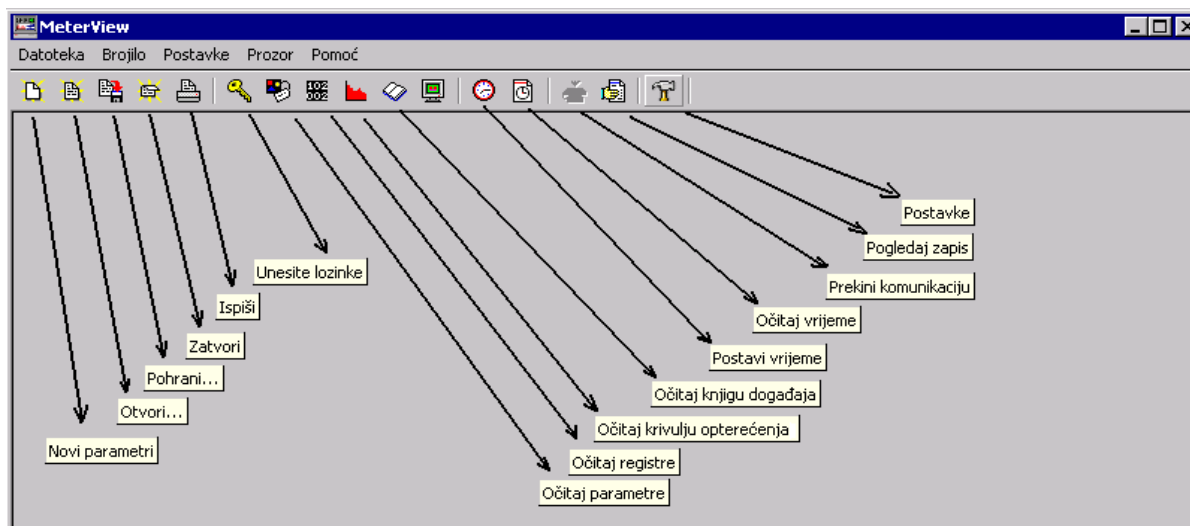 MeterView
Datoteka Brojilo Postavke Prozor Pomoć
Postavke
Pogledaj zapis
Unesite lozinke
Prekini komunikaciju
Ispiši
Očitaj vrijeme
Zatvori
Postavi vrijeme
Pohrani...
Očitaj knjigu događaja
Otvori...
Očitaj krivulju opterećenja
Novi parametri
Očitaj registre
Očitaj parametre